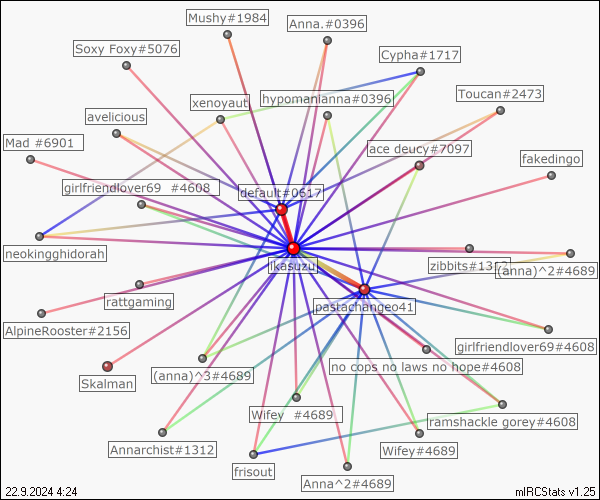 Mushy#1984
Anna.#0396
Soxy Foxy#5076
Cypha#1717
xenoyaut
hypomanianna#0396
Toucan#2473
avelicious
Mad #6901
ace deucy#7097
fakedingo
girlfriendlover69 #4608
default#0617
neokingghidorah
ikasuzu
zibbits#1312
(anna)^2#4689
rattgaming
pastachangeo41
AlpineRooster#2156
girlfriendlover69#4608
no cops no laws no hope#4608
Skalman
(anna)^3#4689
Wifey #4689
ramshackle gorey#4608
Annarchist#1312
Wifey#4689
frisout
Anna^2#4689
22.9.2024 4:24
mIRCStats v1.25